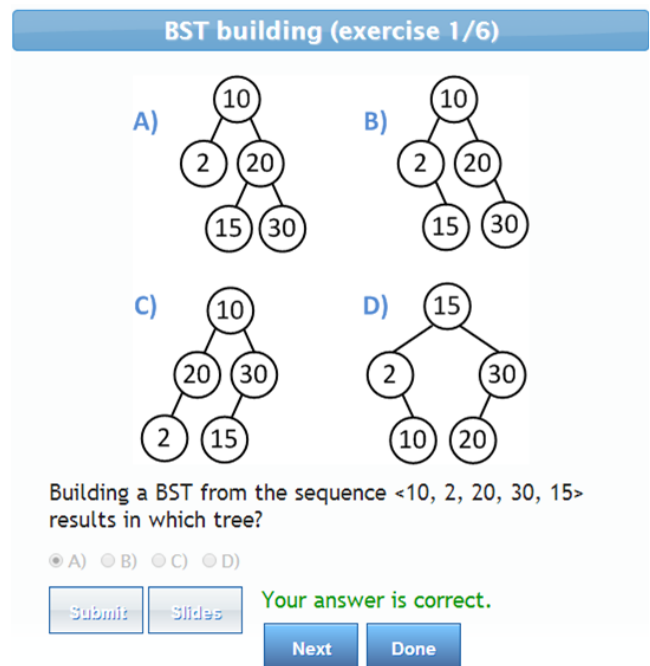 BST building (exercise 1/6)
A)
10
2 20
15 30
B)
10
2 20
15 30
C)
10
20 30
2 15
D)
15
2 30
10 20
Building a BST from the sequence <10, 2, 20, 30, 15>
results in which tree?
A) B) C) D)
Submit Slides Your answer is correct.
Next Done